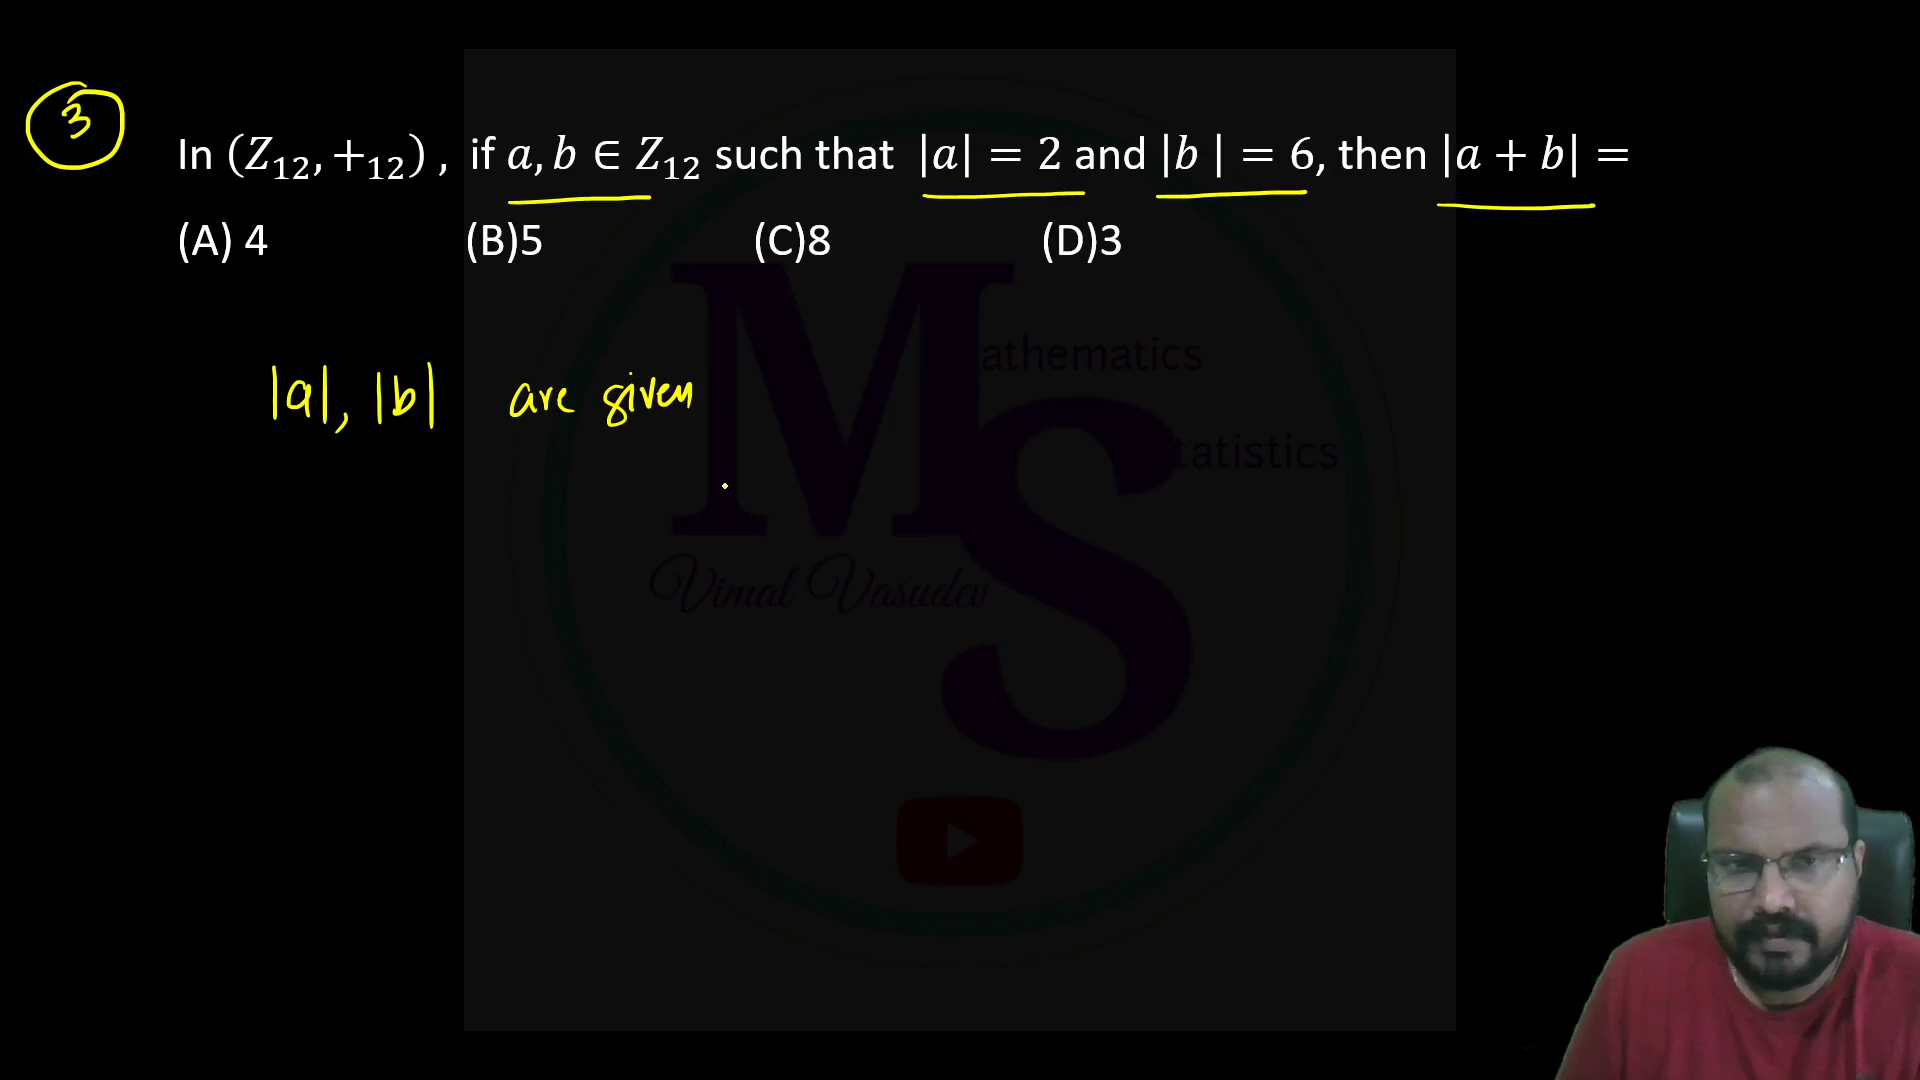 3
In (Z₁₂, +₁₂) , if a, b ∈ Z₁₂ such that |a| = 2 and |b | = 6, then |a + b| =
(A) 4 (B)5 (C)8 (D)3
|a|, |b| are given
Mathematics
Statistics
Vimal Vasudev